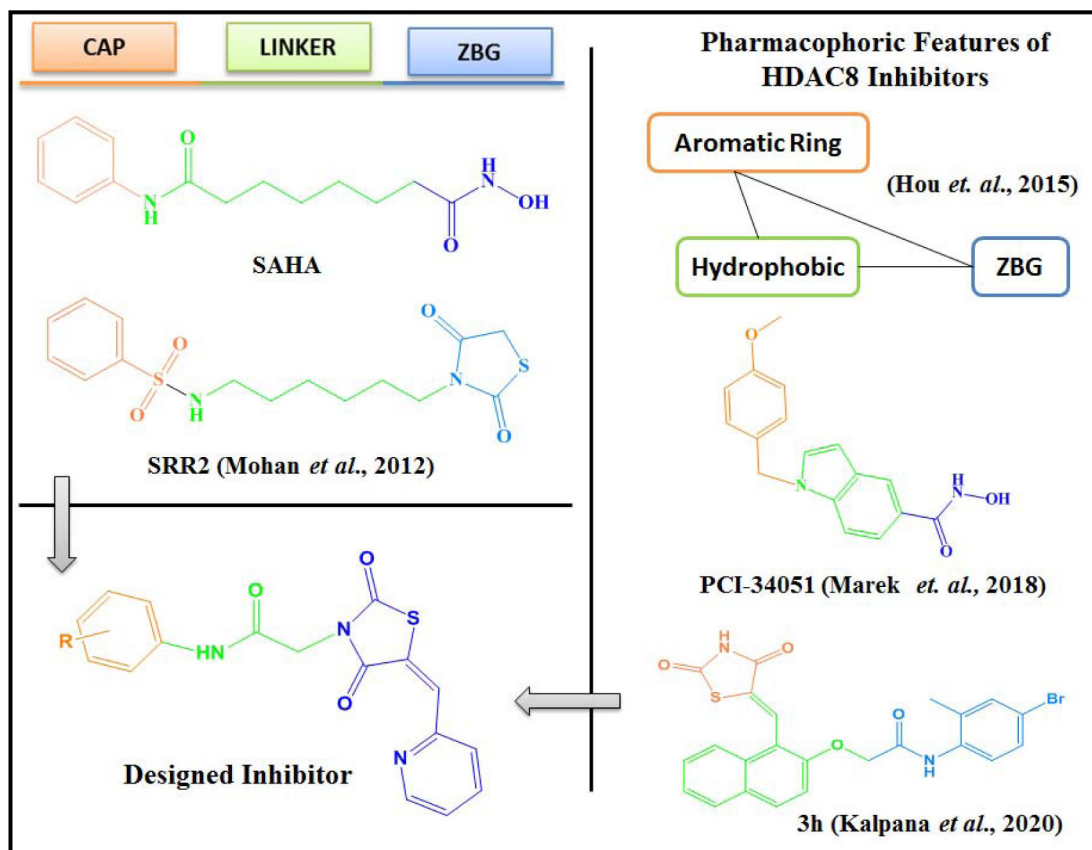 CAP
LINKER
ZBG
O
N
H
H
N
OH
O
SAHA
O
S
O
N
H
O
N
S
O
SRR2 (Mohan et al., 2012)
R
HN
O
N
O
S
O
N
Designed Inhibitor
Pharmacophoric Features of
HDAC8 Inhibitors
Aromatic Ring
(Hou et. al., 2015)
Hydrophobic
ZBG
O
N
H
N
OH
O
PCI-34051 (Marek et. al., 2018)
NH
O
O
S
O
O
N
H
Br
3h (Kalpana et al., 2020)